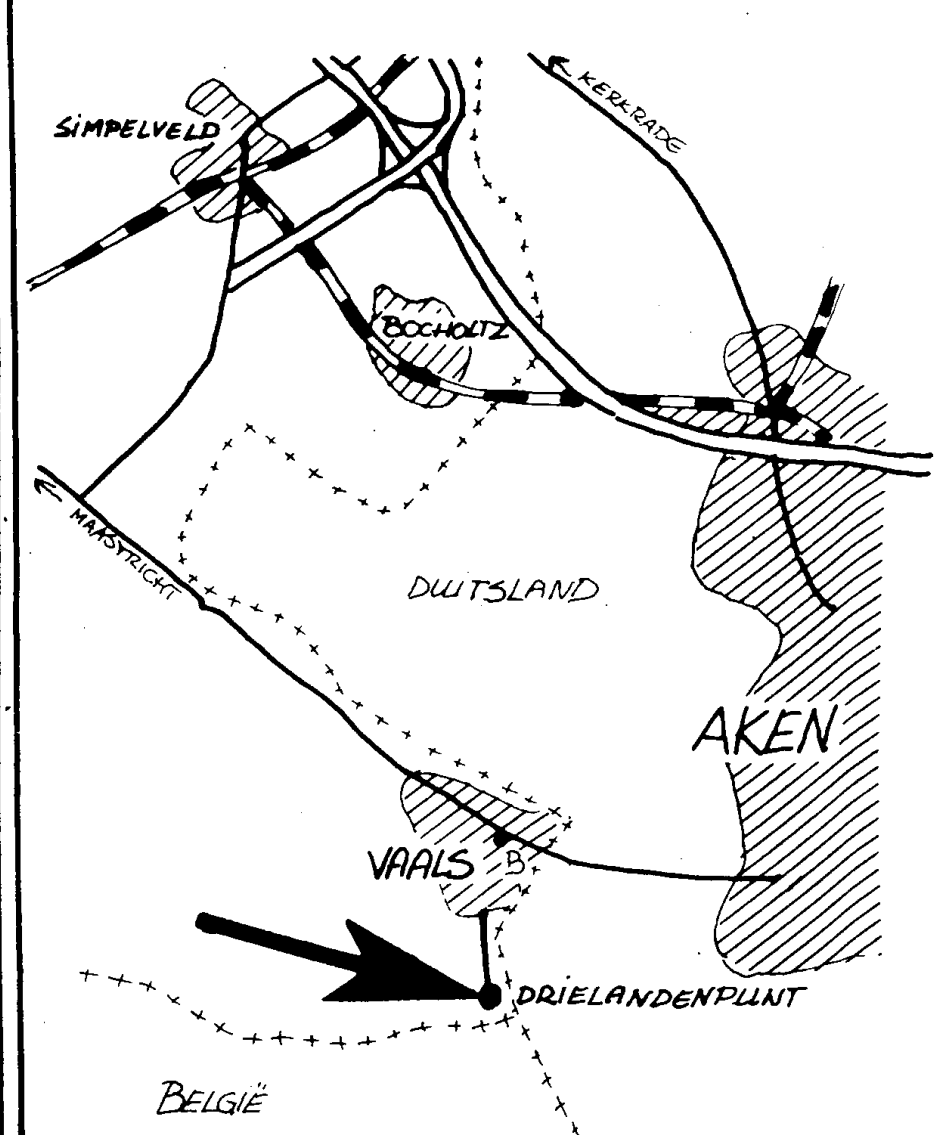 KERKRADE
SiMPELVELD
BOCHOLTZ
MAASTRICHT
DUITSLAND
AKEN
VAALS
B
DRiELANDENPUNT
BELGIË